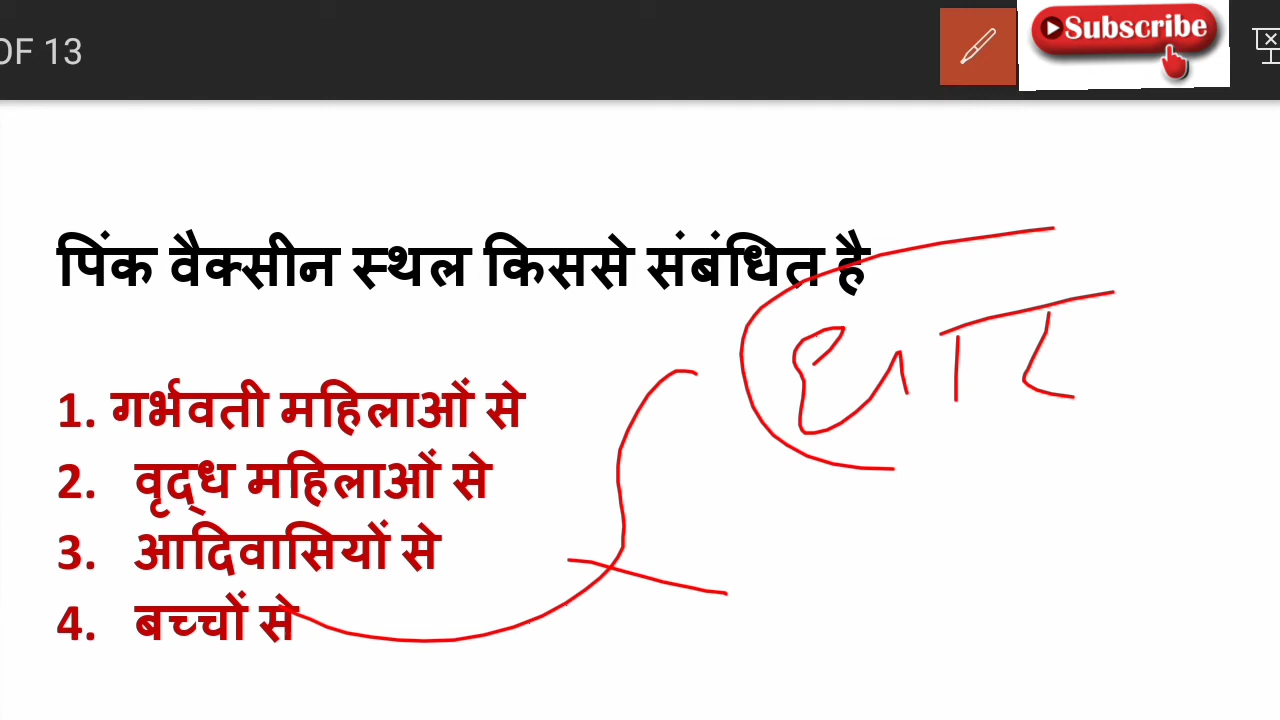 OF 13
Subscribe
पिंक वैक्सीन स्थल किससे संबंधित है
धार
1. गर्भवती महिलाओं से
2. वृद्ध महिलाओं से
3. आदिवासियों से
4. बच्चों से